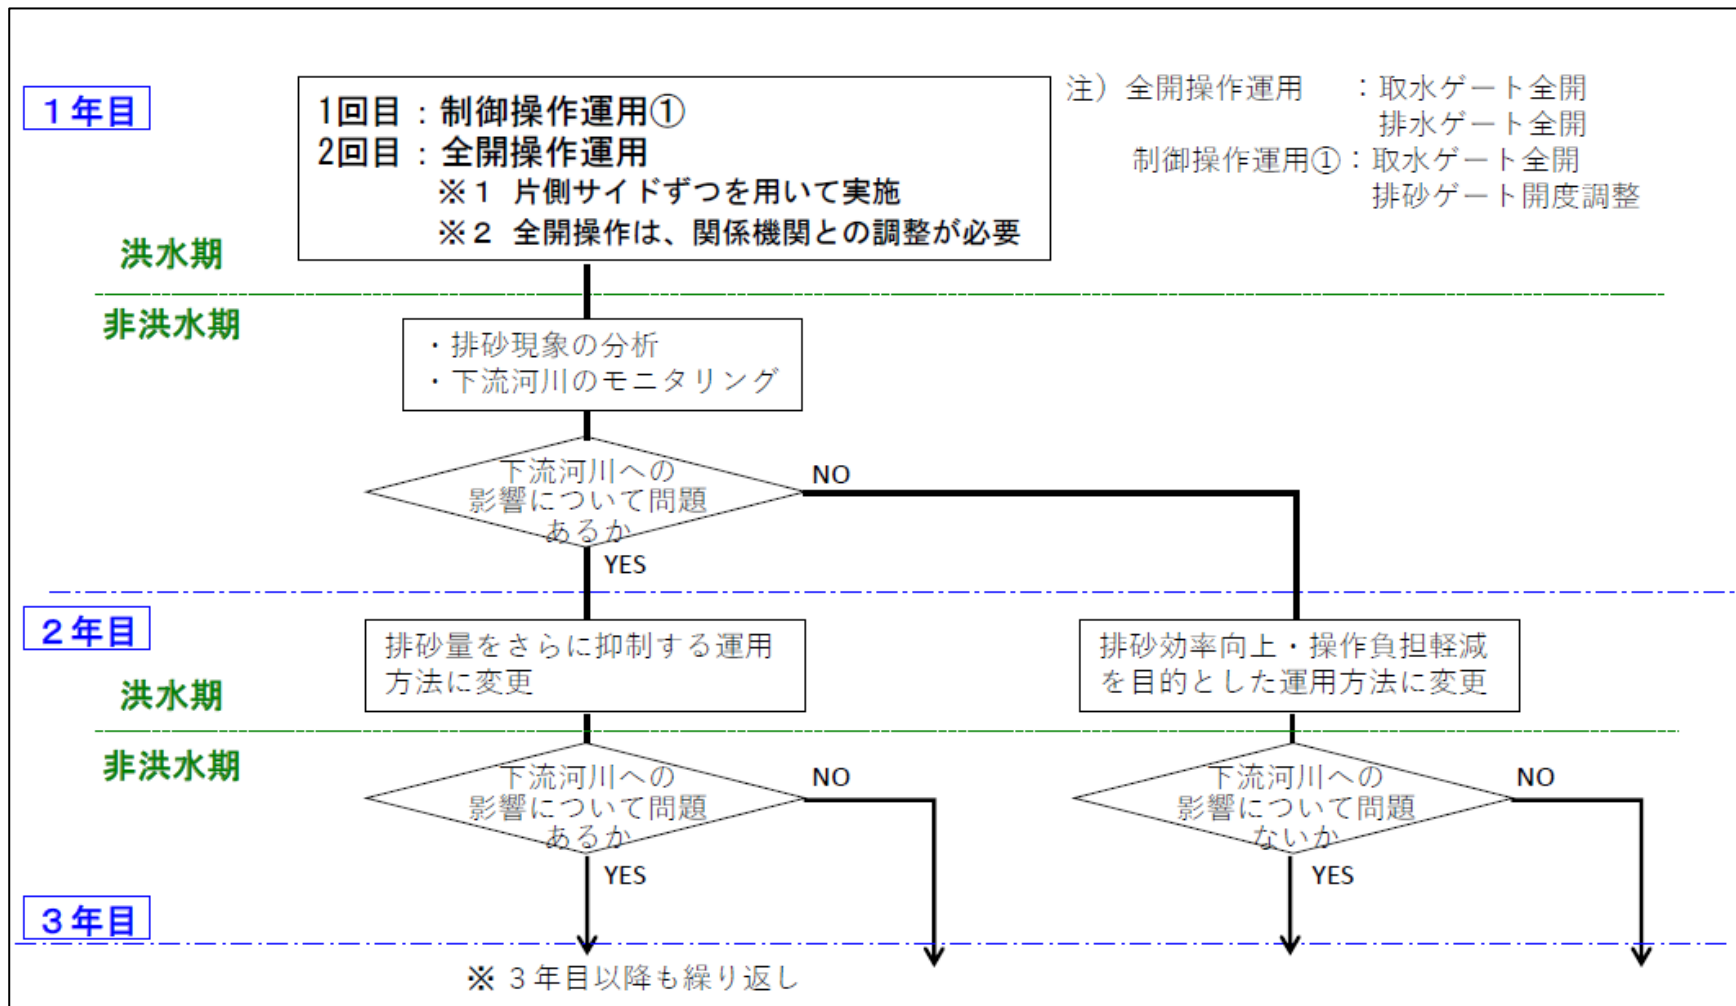 1年目
1回目：制御操作運用①
2回目：全開操作運用
※１ 片側サイドずつを用いて実施
※２ 全開操作は、関係機関との調整が必要
注）全開操作運用　：取水ゲート全開
排水ゲート全開
制御操作運用①：取水ゲート全開
排砂ゲート開度調整
洪水期
非洪水期
・排砂現象の分析
・下流河川のモニタリング
下流河川への
影響について問題
あるか
NO
YES
2年目
排砂量をさらに抑制する運用
方法に変更
排砂効率向上・操作負担軽減
を目的とした運用方法に変更
洪水期
非洪水期
下流河川への
影響について問題
あるか
NO
YES
下流河川への
影響について問題
ないか
NO
YES
3年目
※ 3年目以降も繰り返し